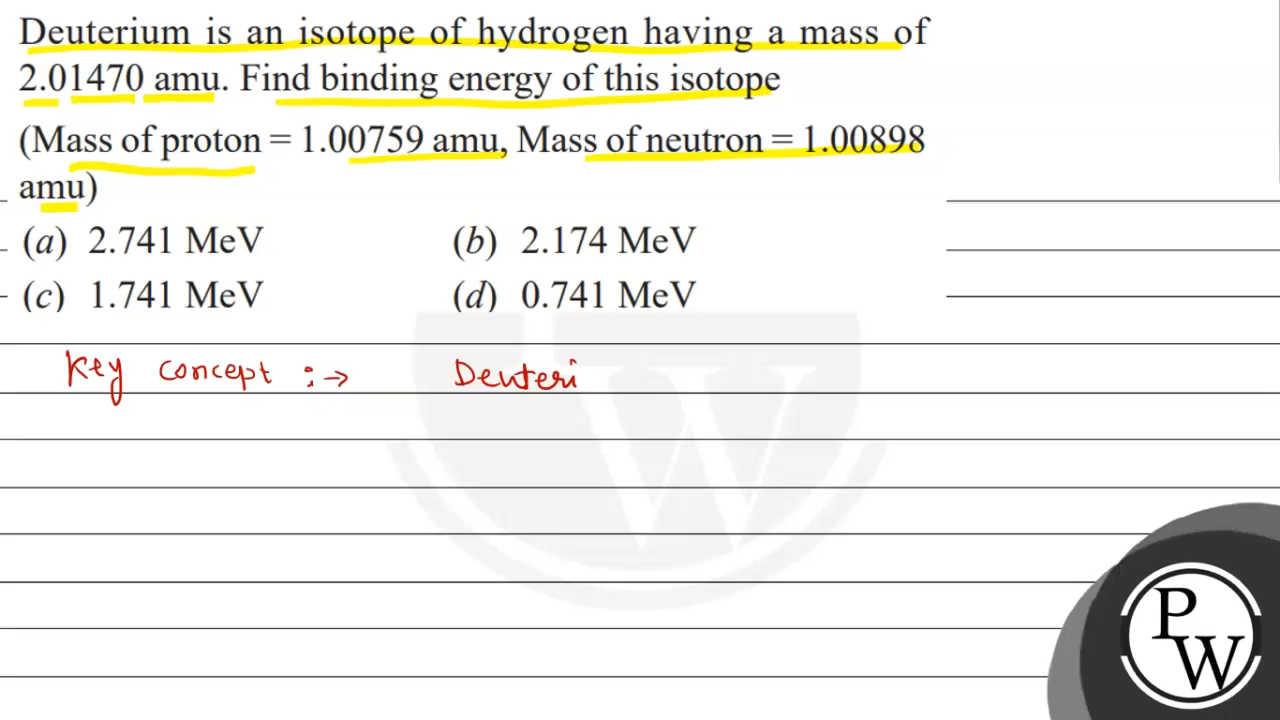 Deuterium is an isotope of hydrogen having a mass of
2.01470 amu. Find binding energy of this isotope
(Mass of proton = 1.00759 amu, Mass of neutron = 1.00898
amu)
(a) 2.741 MeV (b) 2.174 MeV
(c) 1.741 MeV (d) 0.741 MeV
Key concept :→ Deuteri
W
P
W